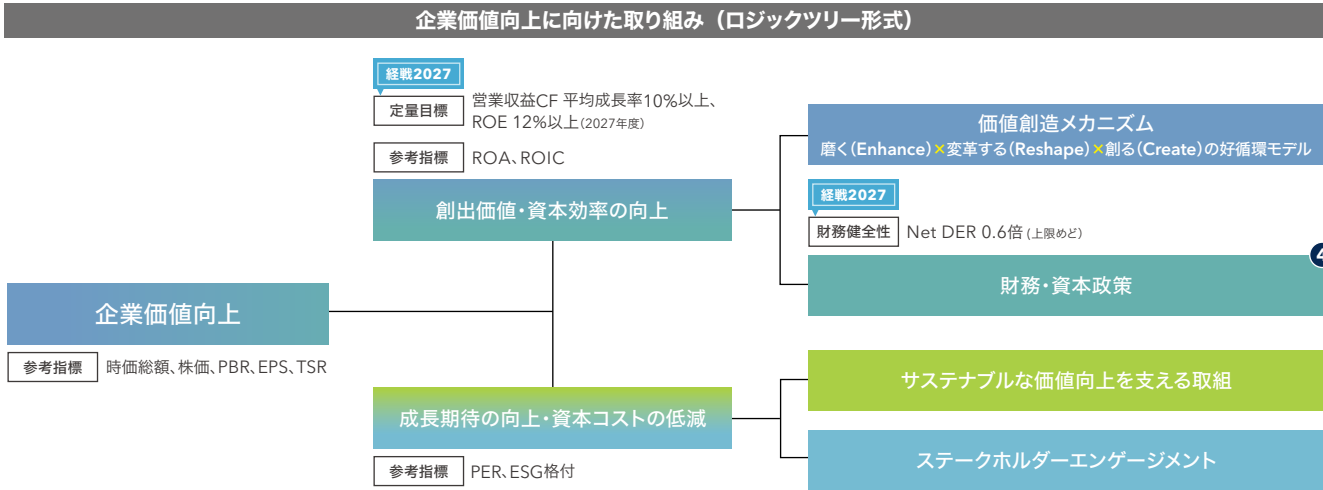 企業価値向上に向けた取り組み（ロジックツリー形式）
経戦2027
定量目標
営業収益CF 平均成長率10%以上、
ROE 12%以上(2027年度)
参考指標
ROA、ROIC
創出価値・資本効率の向上
価値創造メカニズム
磨く(Enhance)×変革する(Reshape)×創る(Create)の好循環モデル
経戦2027
財務健全性
Net DER 0.6倍 (上限めど)
4
財務・資本政策
企業価値向上
参考指標
時価総額、株価、PBR、EPS、TSR
成長期待の向上・資本コストの低減
参考指標
PER、ESG格付
サステナブルな価値向上を支える取組
ステークホルダーエンゲージメント